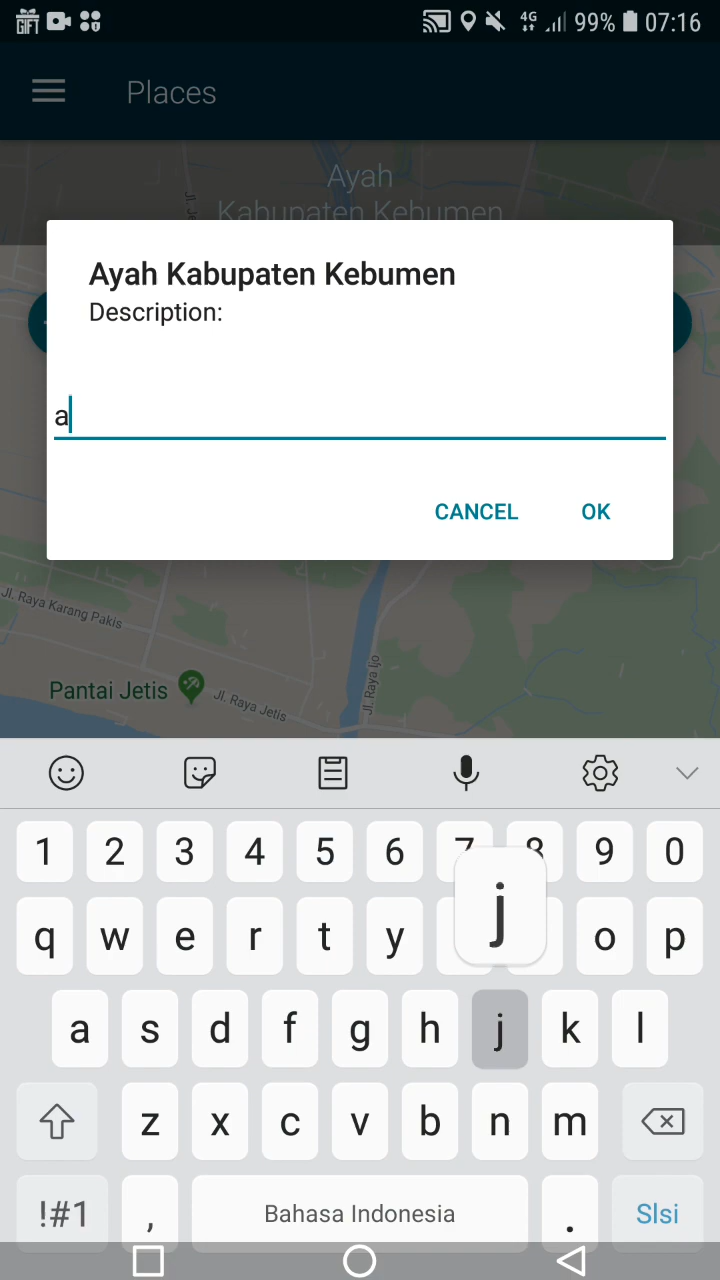 GIFT 4G 99% 07:16
Places
Ayah
Kabupaten Kebumen
Ayah Kabupaten Kebumen
Description:
a
CANCEL OK
Jl. Raya Karang Pakis
Jl. Raya Ijo
Pantai Jetis
Jl. Raya Jetis
1 2 3 4 5 6 7 8 9 0
q w e r t y j o p
a s d f g h j k l
z x c v b n m
!#1 , Bahasa Indonesia . Slsi